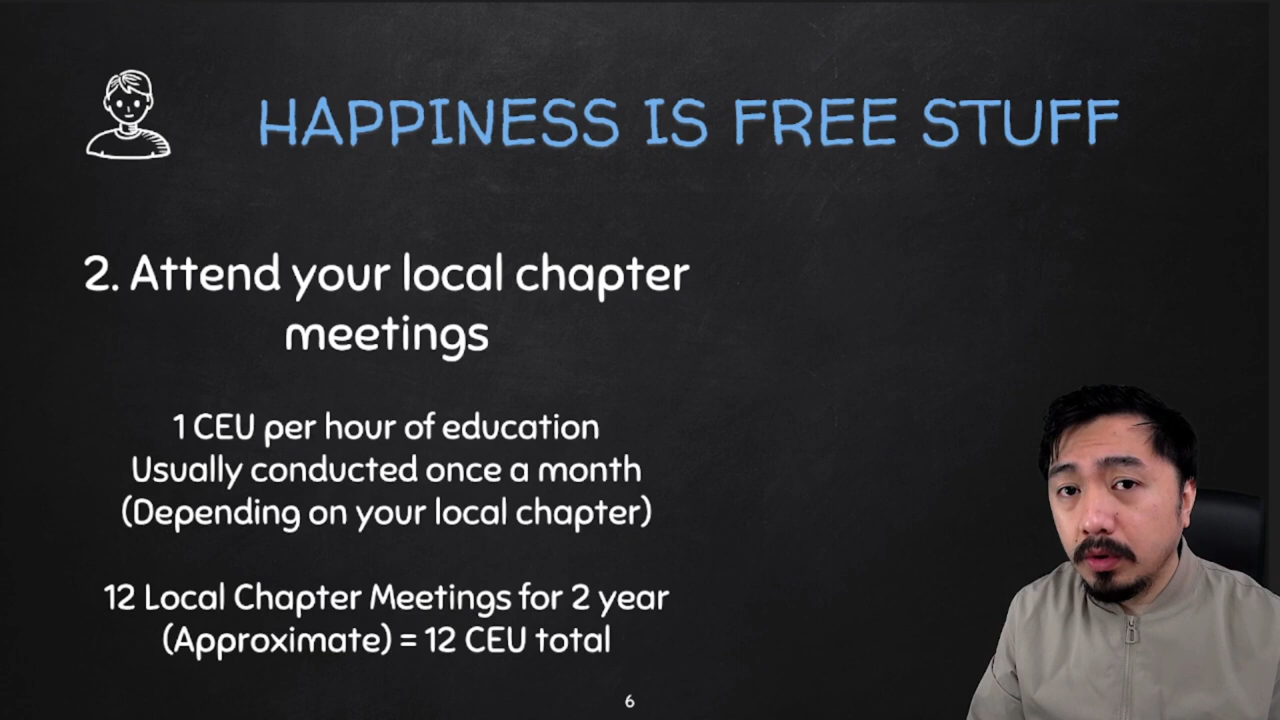 HAPPINESS IS FREE STUFF
2. Attend your local chapter
meetings
1 CEU per hour of education
Usually conducted once a month
(Depending on your local chapter)
12 Local Chapter Meetings for 2 year
(Approximate) = 12 CEU total
6